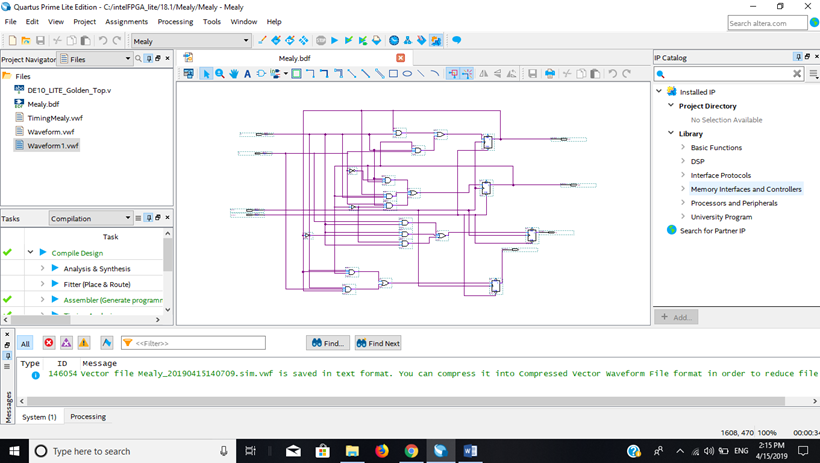 Quartus Prime Lite Edition - C:/intelFPGA_lite/18.1/Mealy/Mealy - Mealy
File Edit View Project Assignments Processing Tools Window Help
Search altera.com
Mealy
Project Navigator Files
Files
DE10_LITE_Golden_Top.v
Mealy.bdf
TimingMealy.vwf
Waveform.vwf
Waveform1.vwf
Tasks Compilation
Task
Compile Design
Analysis & Synthesis
Fitter (Place & Route)
Assembler (Generate programm
Mealy.bdf
IP Catalog
Installed IP
Project Directory
No Selection Available
Library
Basic Functions
DSP
Interface Protocols
Memory Interfaces and Controllers
Processors and Peripherals
University Program
Search for Partner IP
+ Add...
All <<Filter>> Find... Find Next
Type ID Message
146054 Vector file Mealy_20190415140709.sim.vwf is saved in text format. You can compress it into Compressed Vector Waveform File format in order to reduce file
Messages
System (1) Processing
1608, 470 100% 00:00:34
Type here to search
ENG
2:15 PM
4/15/2019